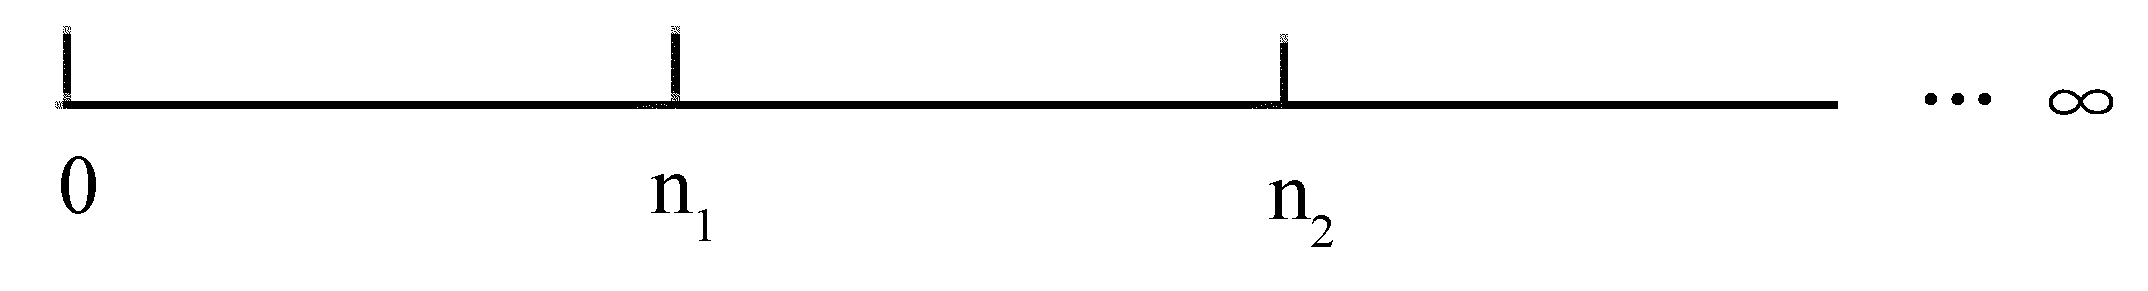 ... ∞
0 n₁ n₂